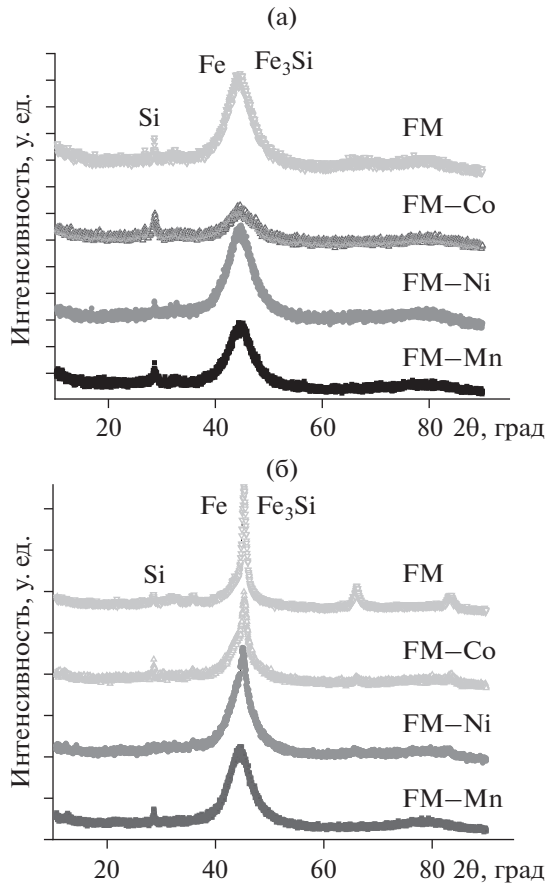 (а)
Интенсивность, у. ед.
Fe Fe₃Si
Si
FM
FM–Co
FM–Ni
FM–Mn
20 40 60 80 2θ, град
(б)
Интенсивность, у. ед.
Fe Fe₃Si
Si
FM
FM–Co
FM–Ni
FM–Mn
20 40 60 80 2θ, град